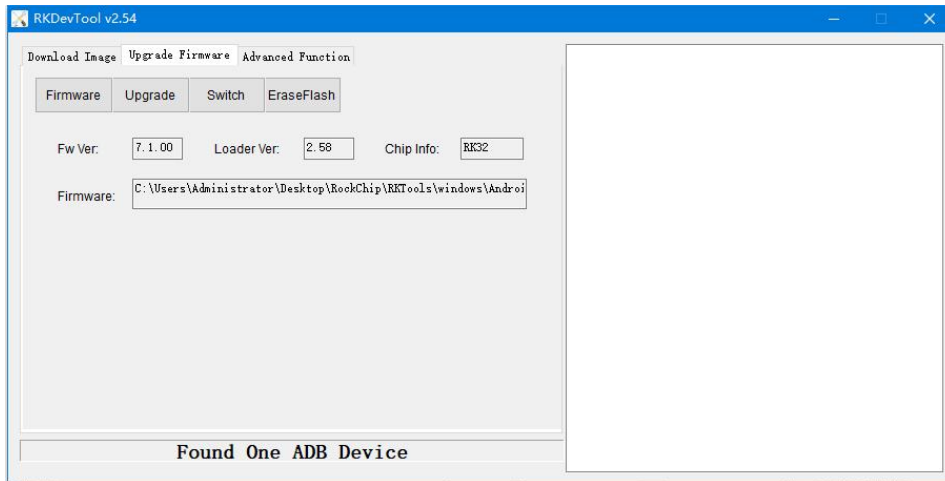 RKDevTool v2.54
Download Image Upgrade Firmware Advanced Function
Firmware Upgrade Switch EraseFlash
Fw Ver: 7.1.00 Loader Ver: 2.58 Chip Info: RK32
Firmware: C:\Users\Administrator\Desktop\RockChip\RKTools\windows\Androi
Found One ADB Device